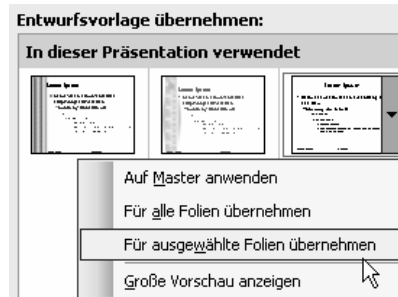 Entwurfsvorlage übernehmen:
In dieser Präsentation verwendet
Auf Master anwenden
Für alle Folien übernehmen
Für ausgewählte Folien übernehmen
Große Vorschau anzeigen